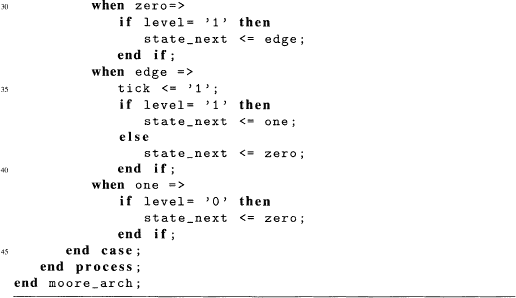 30 when zero=>
if level= '1' then
state_next <= edge;
end if;
when edge =>
35 tick <= '1';
if level= '1' then
state_next <= one;
else
state_next <= zero;
40 end if;
when one =>
if level= '0' then
state_next <= zero;
end if;
45 end case;
end process;
end moore_arch;